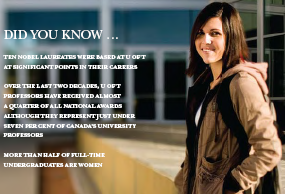 DID YOU KNOW ...
TEN NOBEL LAUREATES WERE BASED AT U OF T
AT SIGNIFICANT POINTS IN THEIR CAREERS
OVER THE LAST TWO DECADES, U OF T
PROFESSORS HAVE RECEIVED ALMOST
A QUARTER OF ALL NATIONAL AWARDS
ALTHOUGH THEY REPRESENT JUST UNDER
SEVEN PER CENT OF CANADA'S UNIVERSITY
PROFESSORS
MORE THAN HALF OF FULL-TIME
UNDERGRADUATES ARE WOMEN